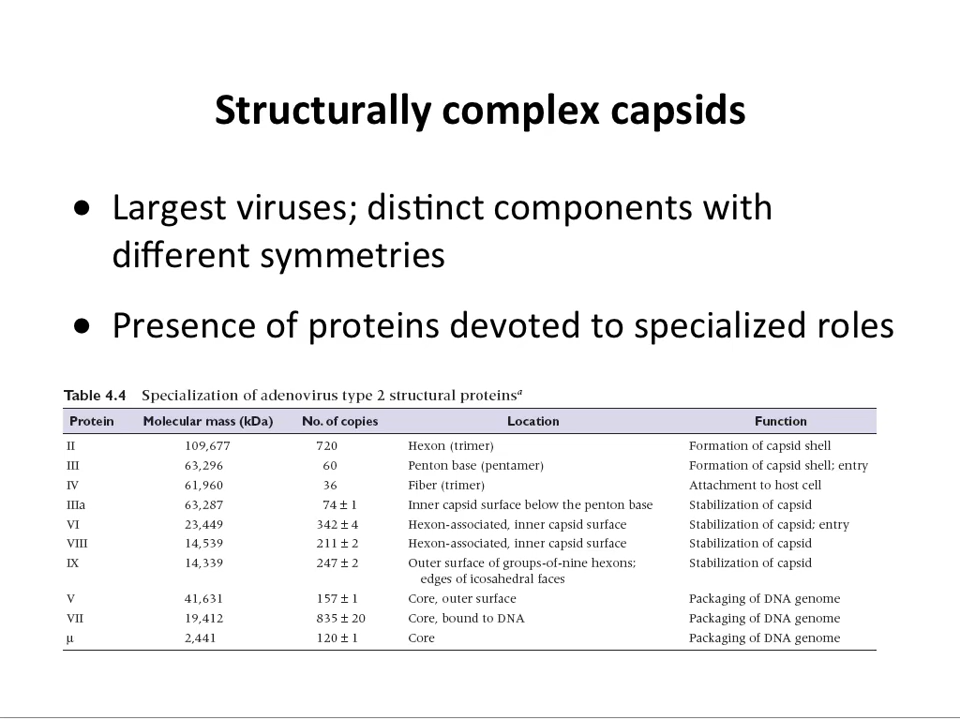 Structurally complex capsids
● Largest viruses; distinct components with
different symmetries
● Presence of proteins devoted to specialized roles
Table 4.4 Specialization of adenovirus type 2 structural proteinsᵃ
Protein Molecular mass (kDa) No. of copies Location Function
II 109,677 720 Hexon (trimer) Formation of capsid shell
III 63,296 60 Penton base (pentamer) Formation of capsid shell; entry
IV 61,960 36 Fiber (trimer) Attachment to host cell
IIIa 63,287 74 ± 1 Inner capsid surface below the penton base Stabilization of capsid
VI 23,449 342 ± 4 Hexon-associated, inner capsid surface Stabilization of capsid; entry
VIII 14,539 211 ± 2 Hexon-associated, inner capsid surface Stabilization of capsid
IX 14,339 247 ± 2 Outer surface of groups-of-nine hexons; Stabilization of capsid
edges of icosahedral faces
V 41,631 157 ± 1 Core, outer surface Packaging of DNA genome
VII 19,412 835 ± 20 Core, bound to DNA Packaging of DNA genome
μ 2,441 120 ± 1 Core Packaging of DNA genome